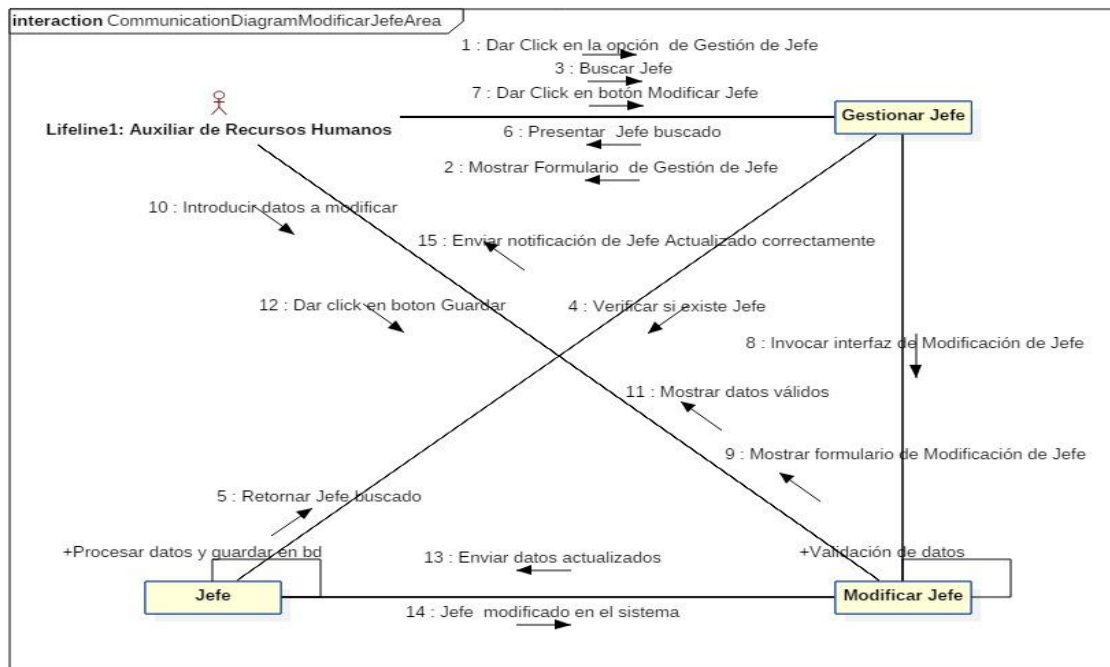 interaction CommunicationDiagramModificarJefeArea
1 : Dar Click en la opción de Gestión de Jefe
3 : Buscar Jefe
7 : Dar Click en botón Modificar Jefe
Lifeline1: Auxiliar de Recursos Humanos
Gestionar Jefe
6 : Presentar Jefe buscado
2 : Mostrar Formulario de Gestión de Jefe
10 : Introducir datos a modificar
15 : Enviar notificación de Jefe Actualizado correctamente
12 : Dar click en boton Guardar
4 : Verificar si existe Jefe
8 : Invocar interfaz de Modificación de Jefe
11 : Mostrar datos válidos
9 : Mostrar formulario de Modificación de Jefe
5 : Retornar Jefe buscado
+Procesar datos y guardar en bd
13 : Enviar datos actualizados
+Validación de datos
Jefe
Modificar Jefe
14 : Jefe modificado en el sistema